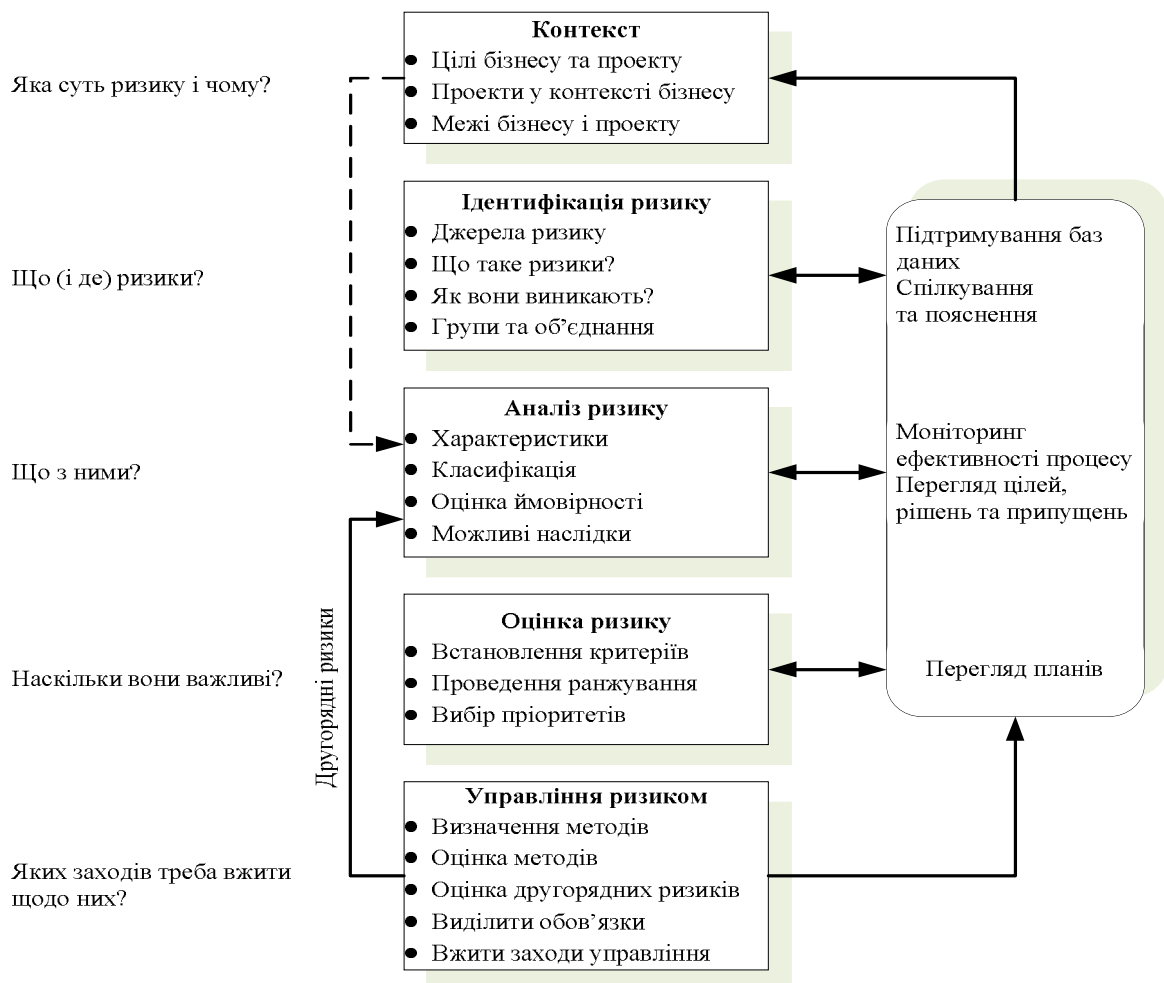 Контекст
• Цілі бізнесу та проекту
• Проекти у контексті бізнесу
• Межі бізнесу і проекту
Яка суть ризику і чому?
Ідентифікація ризику
• Джерела ризику
• Що таке ризики?
• Як вони виникають?
• Групи та об’єднання
Що (і де) ризики?
Аналіз ризику
• Характеристики
• Класифікація
• Оцінка ймовірності
• Можливі наслідки
Що з ними?
Оцінка ризику
• Встановлення критеріїв
• Проведення ранжування
• Вибір пріоритетів
Наскільки вони важливі?
Управління ризиком
• Визначення методів
• Оцінка методів
• Оцінка другорядних ризиків
• Виділити обов’язки
• Вжити заходи управління
Яких заходів треба вжити
щодо них?
Другорядні ризики
Підтримування баз
даних
Спілкування
та пояснення
Моніторинг
ефективності процесу
Перегляд цілей,
рішень та припущень
Перегляд планів